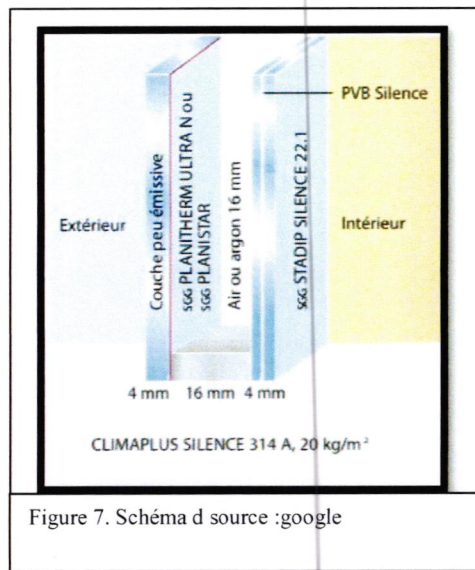 PVB Silence
Extérieur
Couche peu émissive
SGG PLANITHERM ULTRA N ou
SGG PLANISTAR
Air ou argon 16 mm
SGG STADIP SILENCE 22.1
Intérieur
4 mm 16 mm 4 mm
CLIMAPLUS SILENCE 314 A, 20 kg/m²
Figure 7. Schéma d source :google